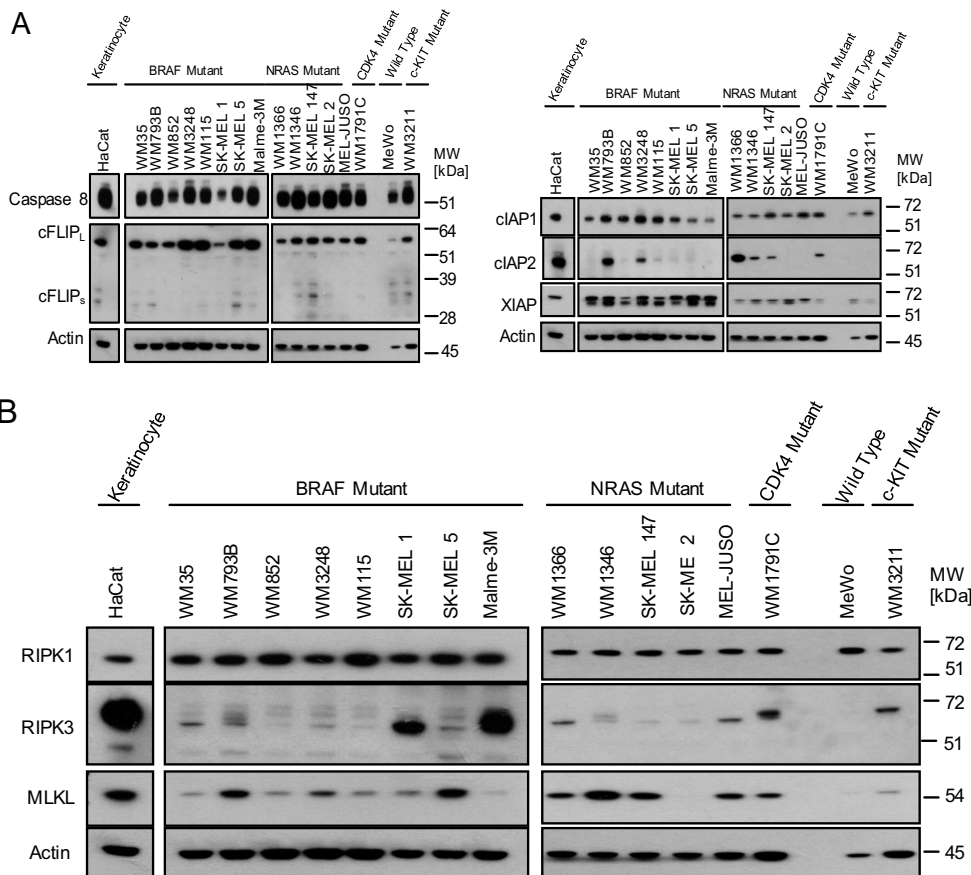 A
Keratinocyte
BRAF Mutant
NRAS Mutant
CDK4 Mutant
Wild Type
c-KIT Mutant
HaCat
WM35
WM793B
WM852
WM3248
WM115
SK-MEL 1
SK-MEL 5
Malme-3M
WM1366
WM1346
SK-MEL 147
SK-MEL 2
MEL-JUSO
WM1791C
MeWo
WM3211
MW
[kDa]
Caspase 8
51
cFLIPL
64
51
39
cFLIPs
28
Actin
45
Keratinocyte
BRAF Mutant
NRAS Mutant
CDK4 Mutant
Wild Type
c-KIT Mutant
HaCat
WM35
WM793B
WM852
WM3248
WM115
SK-MEL 1
SK-MEL 5
Malme-3M
WM1366
WM1346
SK-MEL 147
SK-MEL 2
MEL-JUSO
WM1791C
MeWo
WM3211
MW
[kDa]
cIAP1
72
51
cIAP2
72
51
XIAP
72
51
Actin
45
B
Keratinocyte
BRAF Mutant
NRAS Mutant
CDK4 Mutant
Wild Type
c-KIT Mutant
HaCat
WM35
WM793B
WM852
WM3248
WM115
SK-MEL 1
SK-MEL 5
Malme-3M
WM1366
WM1346
SK-MEL 147
SK-ME 2
MEL-JUSO
WM1791C
MeWo
WM3211
MW
[kDa]
RIPK1
72
51
RIPK3
72
51
MLKL
54
Actin
45